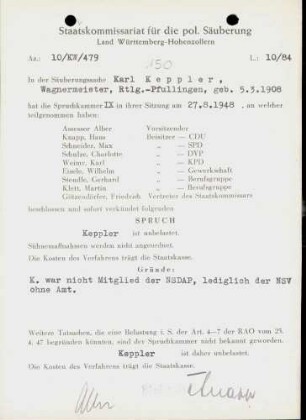 Staatskommissariat für die pol. Säuberung
Land Württemberg-Hohenzollern
Az.: 10/KW/479
L.: 10/84
150
In der Säuberungssache Karl Keppler,
Wagnermeister, Rtlg.-Pfullingen, geb. 5.3.1908
hat die Spruchkammer IX in ihrer Sitzung am 27.8.1948 , an welcher
teilgenommen haben:
Assessor Alber Vorsitzender
Knapp, Hans Beisitzer — CDU
Schneider, Max „ — SPD
Schulze, Charlotte „ — DVP
Werner, Karl „ — KPD
Eisele, Wilhelm „ — Gewerkschaft
Stendle, Gerhard „ — Berufsgruppe
Klett, Martin „ — Berufsgruppe
Götzendörfer, Friedrich Vertreter des Staatskommissars
beschlossen und sofort verkündet folgenden
SPRUCH
Keppler ist unbelastet.
Sühnemaßnahmen werden nicht angeordnet.
Die Kosten des Verfahrens trägt die Staatskasse.
Gründe:
K. war nicht Mitglied der NSDAP, lediglich der NSV
ohne Amt.
Weitere Tatsachen, die eine Belastung i. S. der Art. 4–7 der RAO vom 25.
4. 47 begründen könnten, sind der Spruchkammer nicht bekannt geworden.
Keppler ist daher unbelastet.
Die Kosten des Verfahrens trägt die Staatskasse.